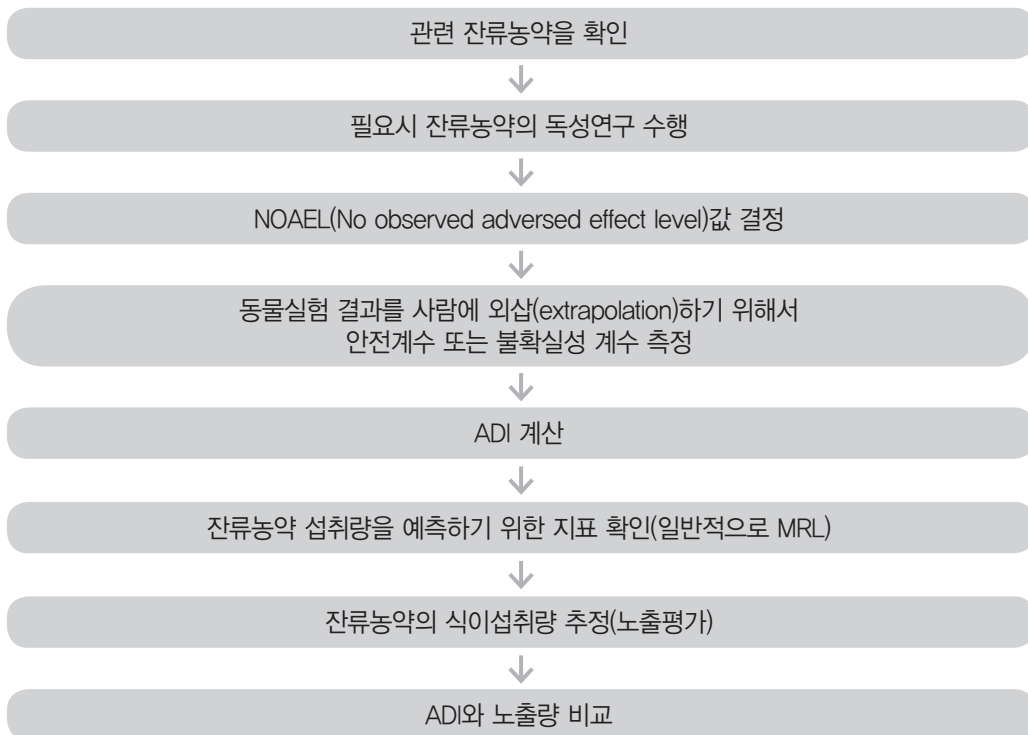 관련 잔류농약을 확인
필요시 잔류농약의 독성연구 수행
NOAEL(No observed adversed effect level)값 결정
동물실험 결과를 사람에 외삽(extrapolation)하기 위해서
안전계수 또는 불확실성 계수 측정
ADI 계산
잔류농약 섭취량을 예측하기 위한 지표 확인(일반적으로 MRL)
잔류농약의 식이섭취량 추정(노출평가)
ADI와 노출량 비교